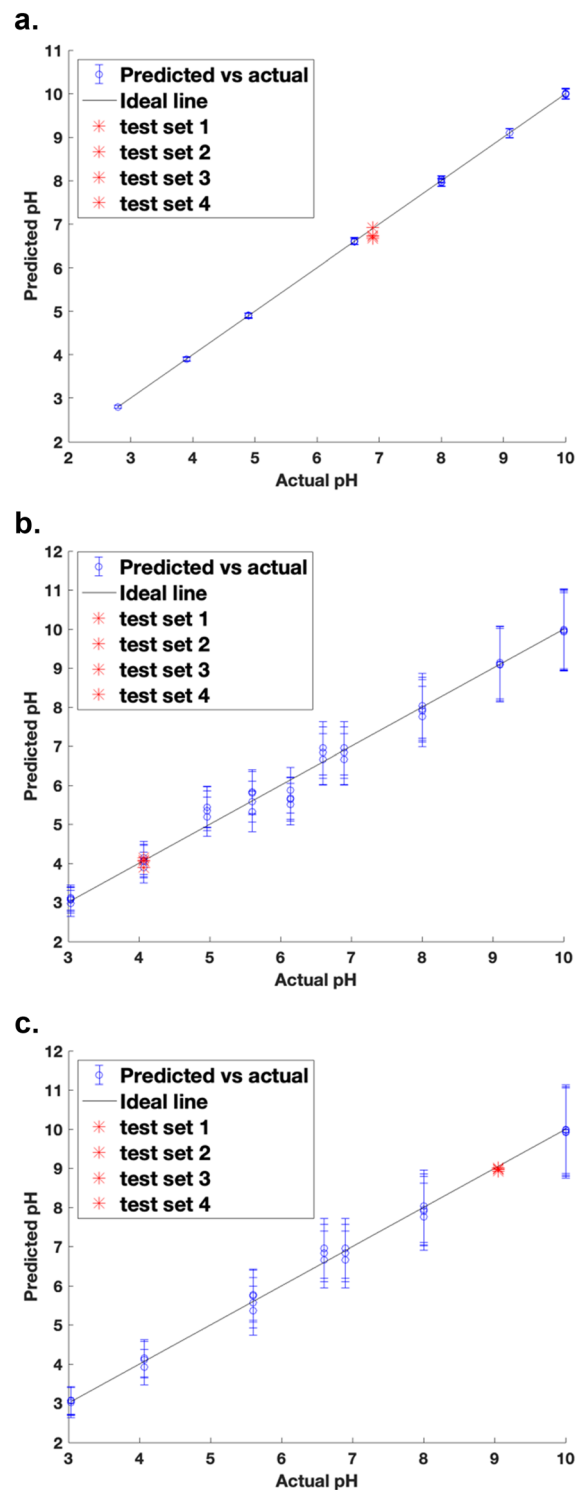 a.
11
10
9
8
7
6
5
4
3
2
Predicted pH
Predicted vs actual
Ideal line
test set 1
test set 2
test set 3
test set 4
2 3 4 5 6 7 8 9 10
Actual pH
b.
12
11
10
9
8
7
6
5
4
3
2
Predicted pH
Predicted vs actual
Ideal line
test set 1
test set 2
test set 3
test set 4
3 4 5 6 7 8 9 10
Actual pH
c.
12
11
10
9
8
7
6
5
4
3
2
Predicted pH
Predicted vs actual
Ideal line
test set 1
test set 2
test set 3
test set 4
3 4 5 6 7 8 9 10
Actual pH